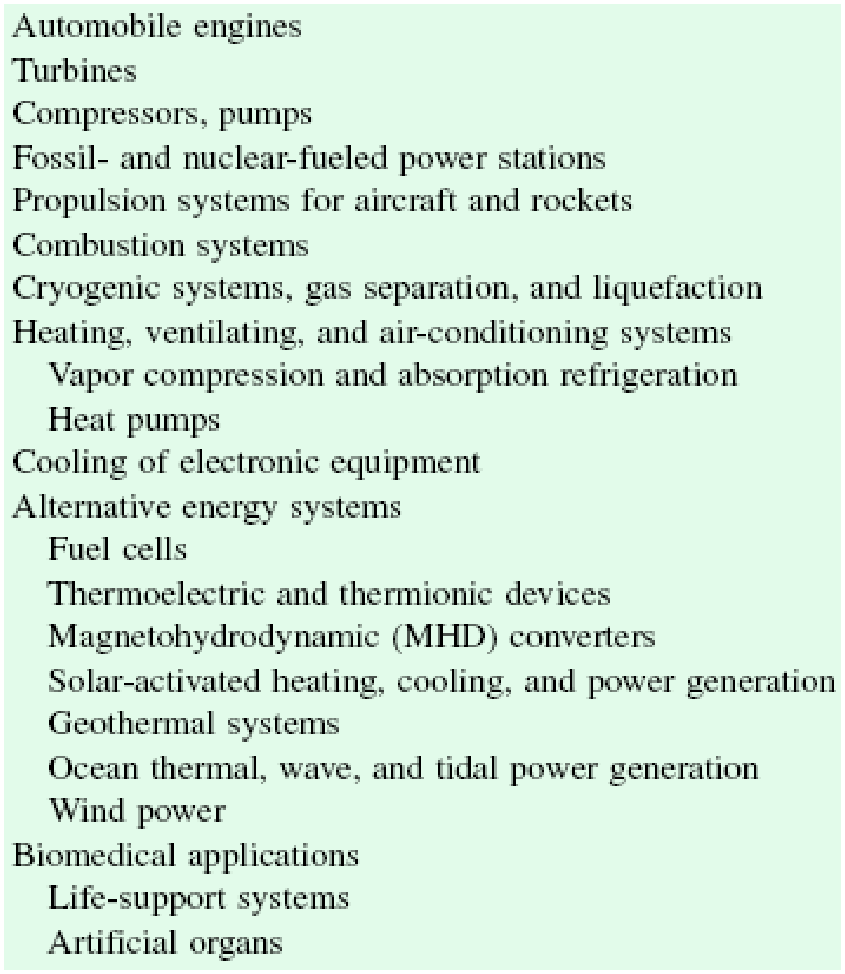 Automobile engines
Turbines
Compressors, pumps
Fossil- and nuclear-fueled power stations
Propulsion systems for aircraft and rockets
Combustion systems
Cryogenic systems, gas separation, and liquefaction
Heating, ventilating, and air-conditioning systems
Vapor compression and absorption refrigeration
Heat pumps
Cooling of electronic equipment
Alternative energy systems
Fuel cells
Thermoelectric and thermionic devices
Magnetohydrodynamic (MHD) converters
Solar-activated heating, cooling, and power generation
Geothermal systems
Ocean thermal, wave, and tidal power generation
Wind power
Biomedical applications
Life-support systems
Artificial organs